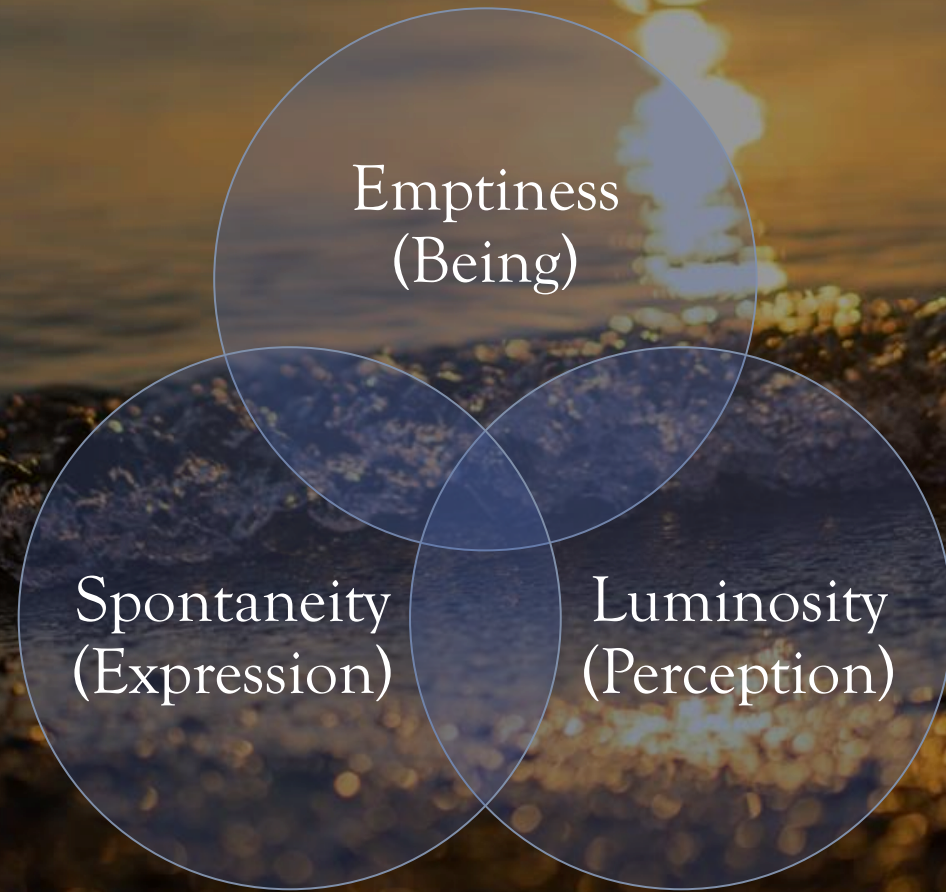 Emptiness
(Being)
Spontaneity
(Expression)
Luminosity
(Perception)